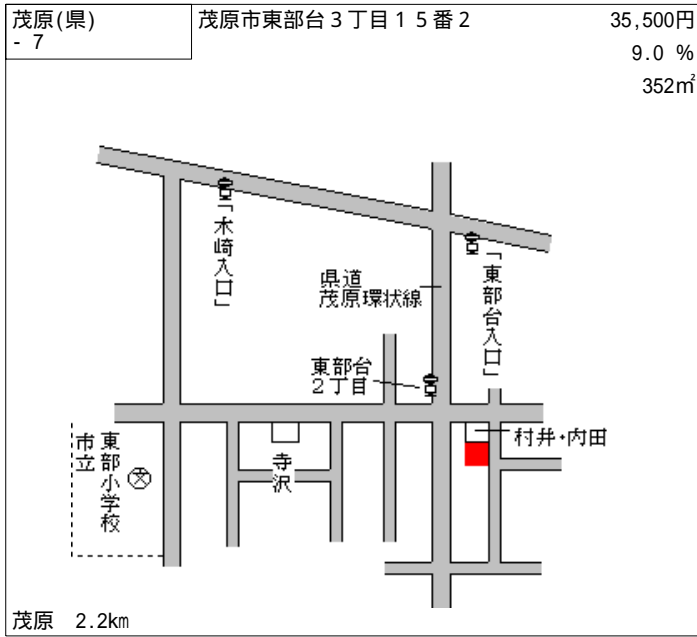 茂原(県)
- 7
茂原市東部台３丁目１５番２
35,500円
9.0 %
352㎡
「木崎入口」
県道
茂原環状線
「東部台入口」
東部台
２丁目
村井・内田
寺沢
市立
東部小学校
文
茂原 2.2km